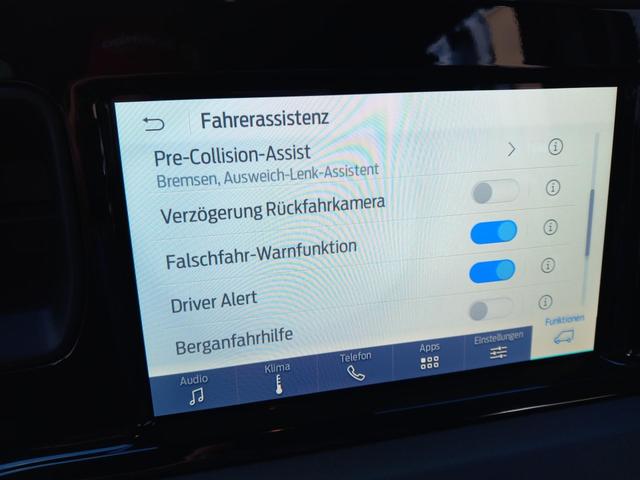 Fahrerassistenz
Pre-Collision-Assist
Bremsen, Ausweich-Lenk-Assistent
Verzögerung Rückfahrkamera
Falschfahr-Warnfunktion
Driver Alert
Berganfahrhilfe
Audio
Klima
Telefon
Apps
Einstellungen
Funktionen